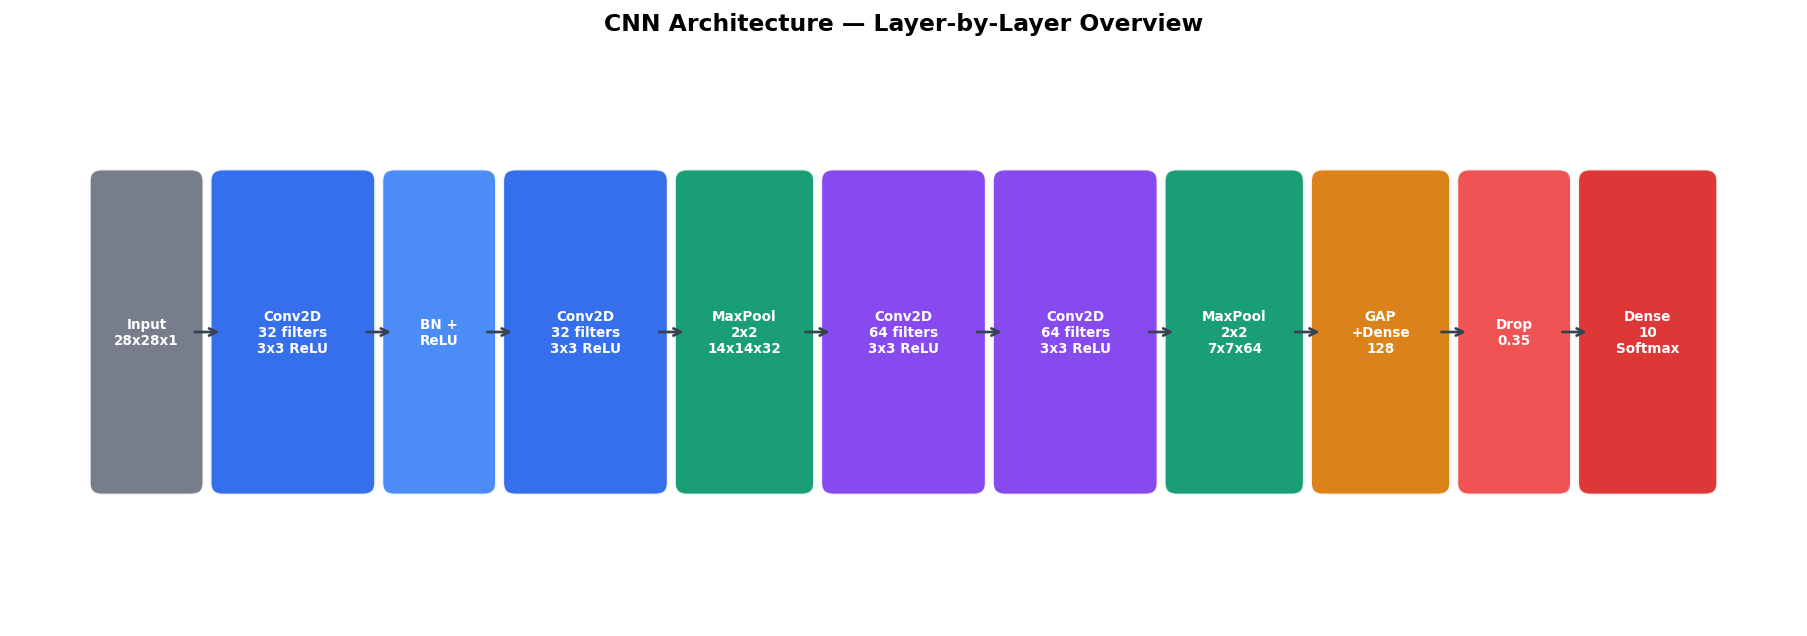 CNN Architecture — Layer-by-Layer Overview
Input
28x28x1
Conv2D
32 filters
3x3 ReLU
BN +
ReLU
Conv2D
32 filters
3x3 ReLU
MaxPool
2x2
14x14x32
Conv2D
64 filters
3x3 ReLU
Conv2D
64 filters
3x3 ReLU
MaxPool
2x2
7x7x64
GAP
+Dense
128
Drop
0.35
Dense
10
Softmax